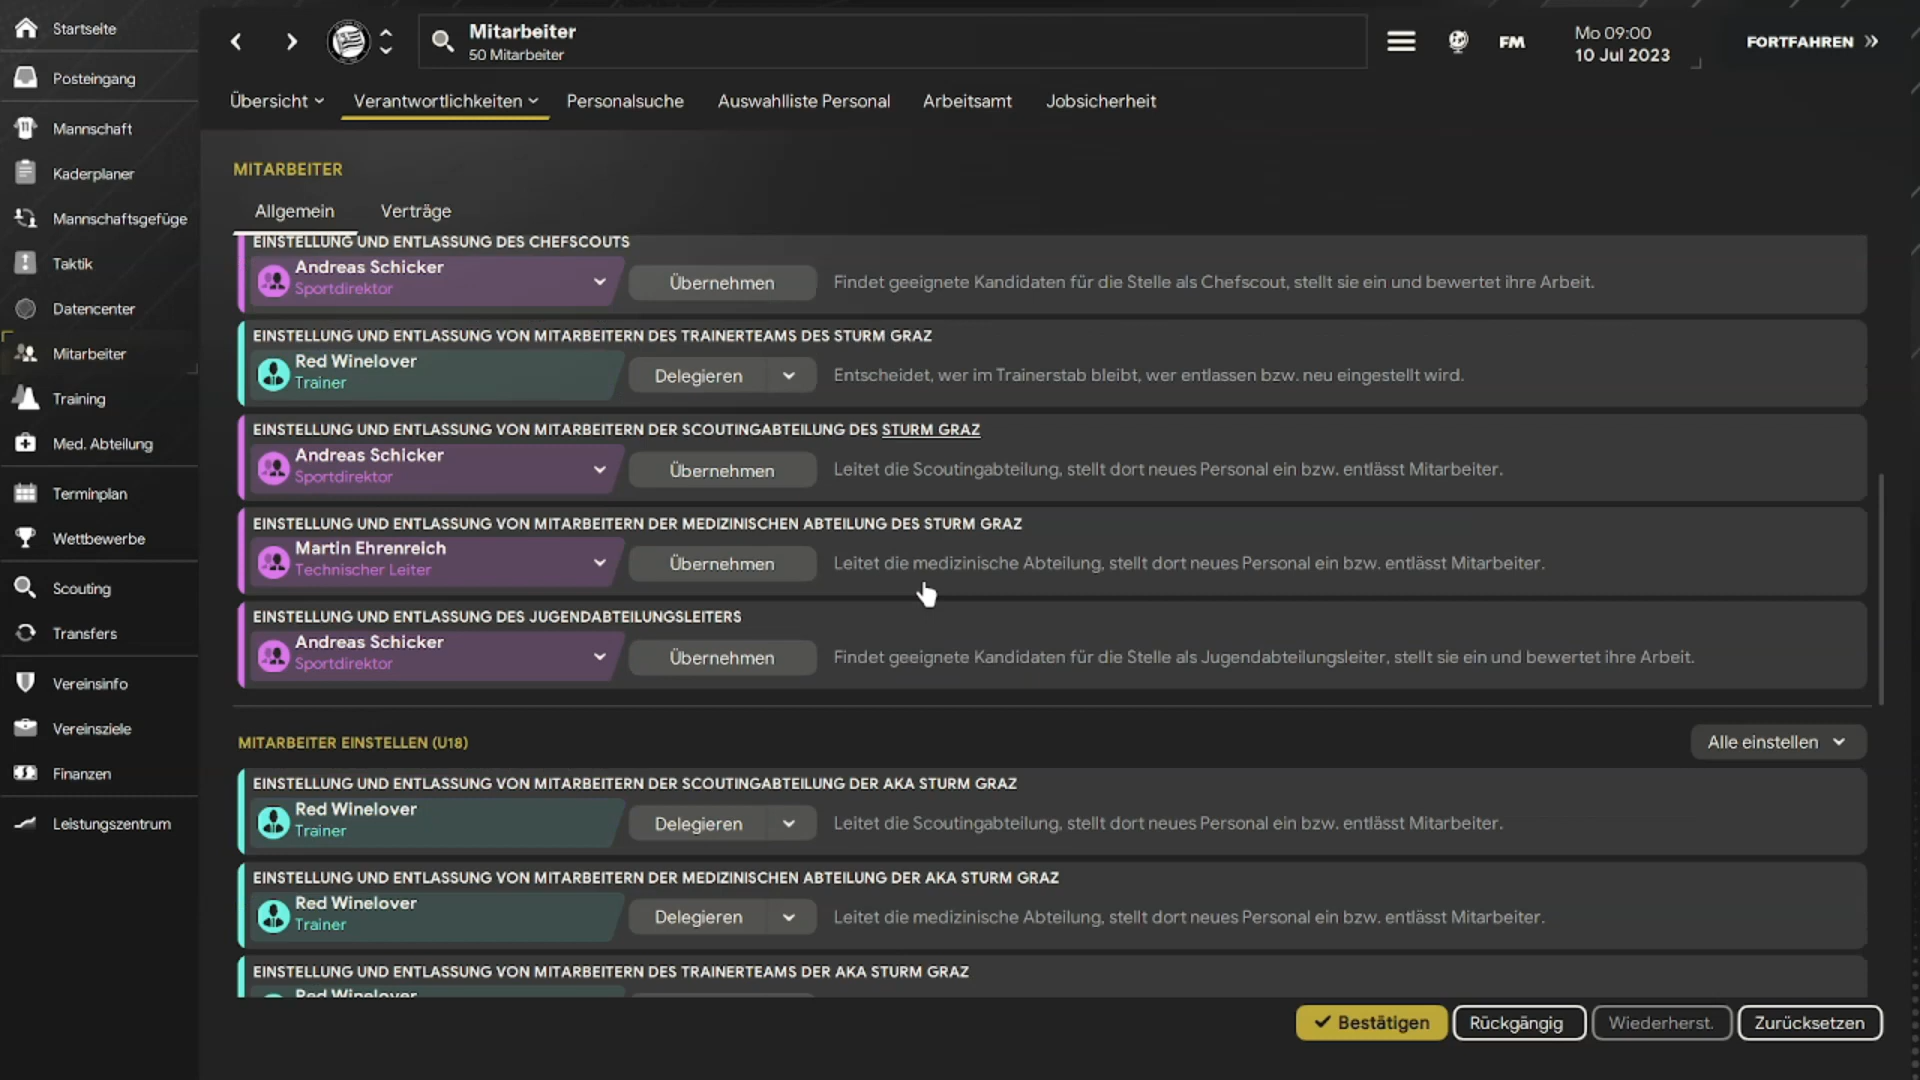 Startseite
Posteingang
Mannschaft
Kaderplaner
Mannschaftsgefüge
Taktik
Datencenter
Mitarbeiter
Training
Med. Abteilung
Terminplan
Wettbewerbe
Scouting
Transfers
Vereinsinfo
Vereinsziele
Finanzen
Leistungszentrum
Mitarbeiter
50 Mitarbeiter
FM
Mo 09:00
10 Jul 2023
FORTFAHREN
Übersicht
Verantwortlichkeiten
Personalsuche
Auswahlliste Personal
Arbeitsamt
Jobsicherheit
MITARBEITER
Allgemein
Verträge
EINSTELLUNG UND ENTLASSUNG DES CHEFSCOUTS
Andreas Schicker
Sportdirektor
Übernehmen
Findet geeignete Kandidaten für die Stelle als Chefscout, stellt sie ein und bewertet ihre Arbeit.
EINSTELLUNG UND ENTLASSUNG VON MITARBEITERN DES TRAINERTEAMS DES STURM GRAZ
Red Winelover
Trainer
Delegieren
Entscheidet, wer im Trainerstab bleibt, wer entlassen bzw. neu eingestellt wird.
EINSTELLUNG UND ENTLASSUNG VON MITARBEITERN DER SCOUTINGABTEILUNG DES STURM GRAZ
Andreas Schicker
Sportdirektor
Übernehmen
Leitet die Scoutingabteilung, stellt dort neues Personal ein bzw. entlässt Mitarbeiter.
EINSTELLUNG UND ENTLASSUNG VON MITARBEITERN DER MEDIZINISCHEN ABTEILUNG DES STURM GRAZ
Martin Ehrenreich
Technischer Leiter
Übernehmen
Leitet die medizinische Abteilung, stellt dort neues Personal ein bzw. entlässt Mitarbeiter.
EINSTELLUNG UND ENTLASSUNG DES JUGENDABTEILUNGSLEITERS
Andreas Schicker
Sportdirektor
Übernehmen
Findet geeignete Kandidaten für die Stelle als Jugendabteilungsleiter, stellt sie ein und bewertet ihre Arbeit.
MITARBEITER EINSTELLEN (U18)
Alle einstellen
EINSTELLUNG UND ENTLASSUNG VON MITARBEITERN DER SCOUTINGABTEILUNG DER AKA STURM GRAZ
Red Winelover
Trainer
Delegieren
Leitet die Scoutingabteilung, stellt dort neues Personal ein bzw. entlässt Mitarbeiter.
EINSTELLUNG UND ENTLASSUNG VON MITARBEITERN DER MEDIZINISCHEN ABTEILUNG DER AKA STURM GRAZ
Red Winelover
Trainer
Delegieren
Leitet die medizinische Abteilung, stellt dort neues Personal ein bzw. entlässt Mitarbeiter.
EINSTELLUNG UND ENTLASSUNG VON MITARBEITERN DES TRAINERTEAMS DER AKA STURM GRAZ
Red Winelover
Bestätigen
Rückgängig
Wiederherst.
Zurücksetzen